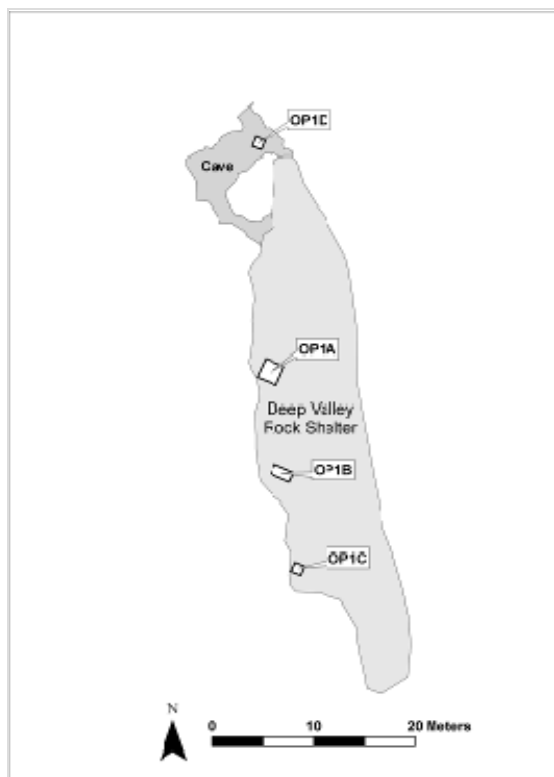 OP1D
Cave
OP1A
Deep Valley
Rock Shelter
OP1B
OP1C
N
0 10 20 Meters